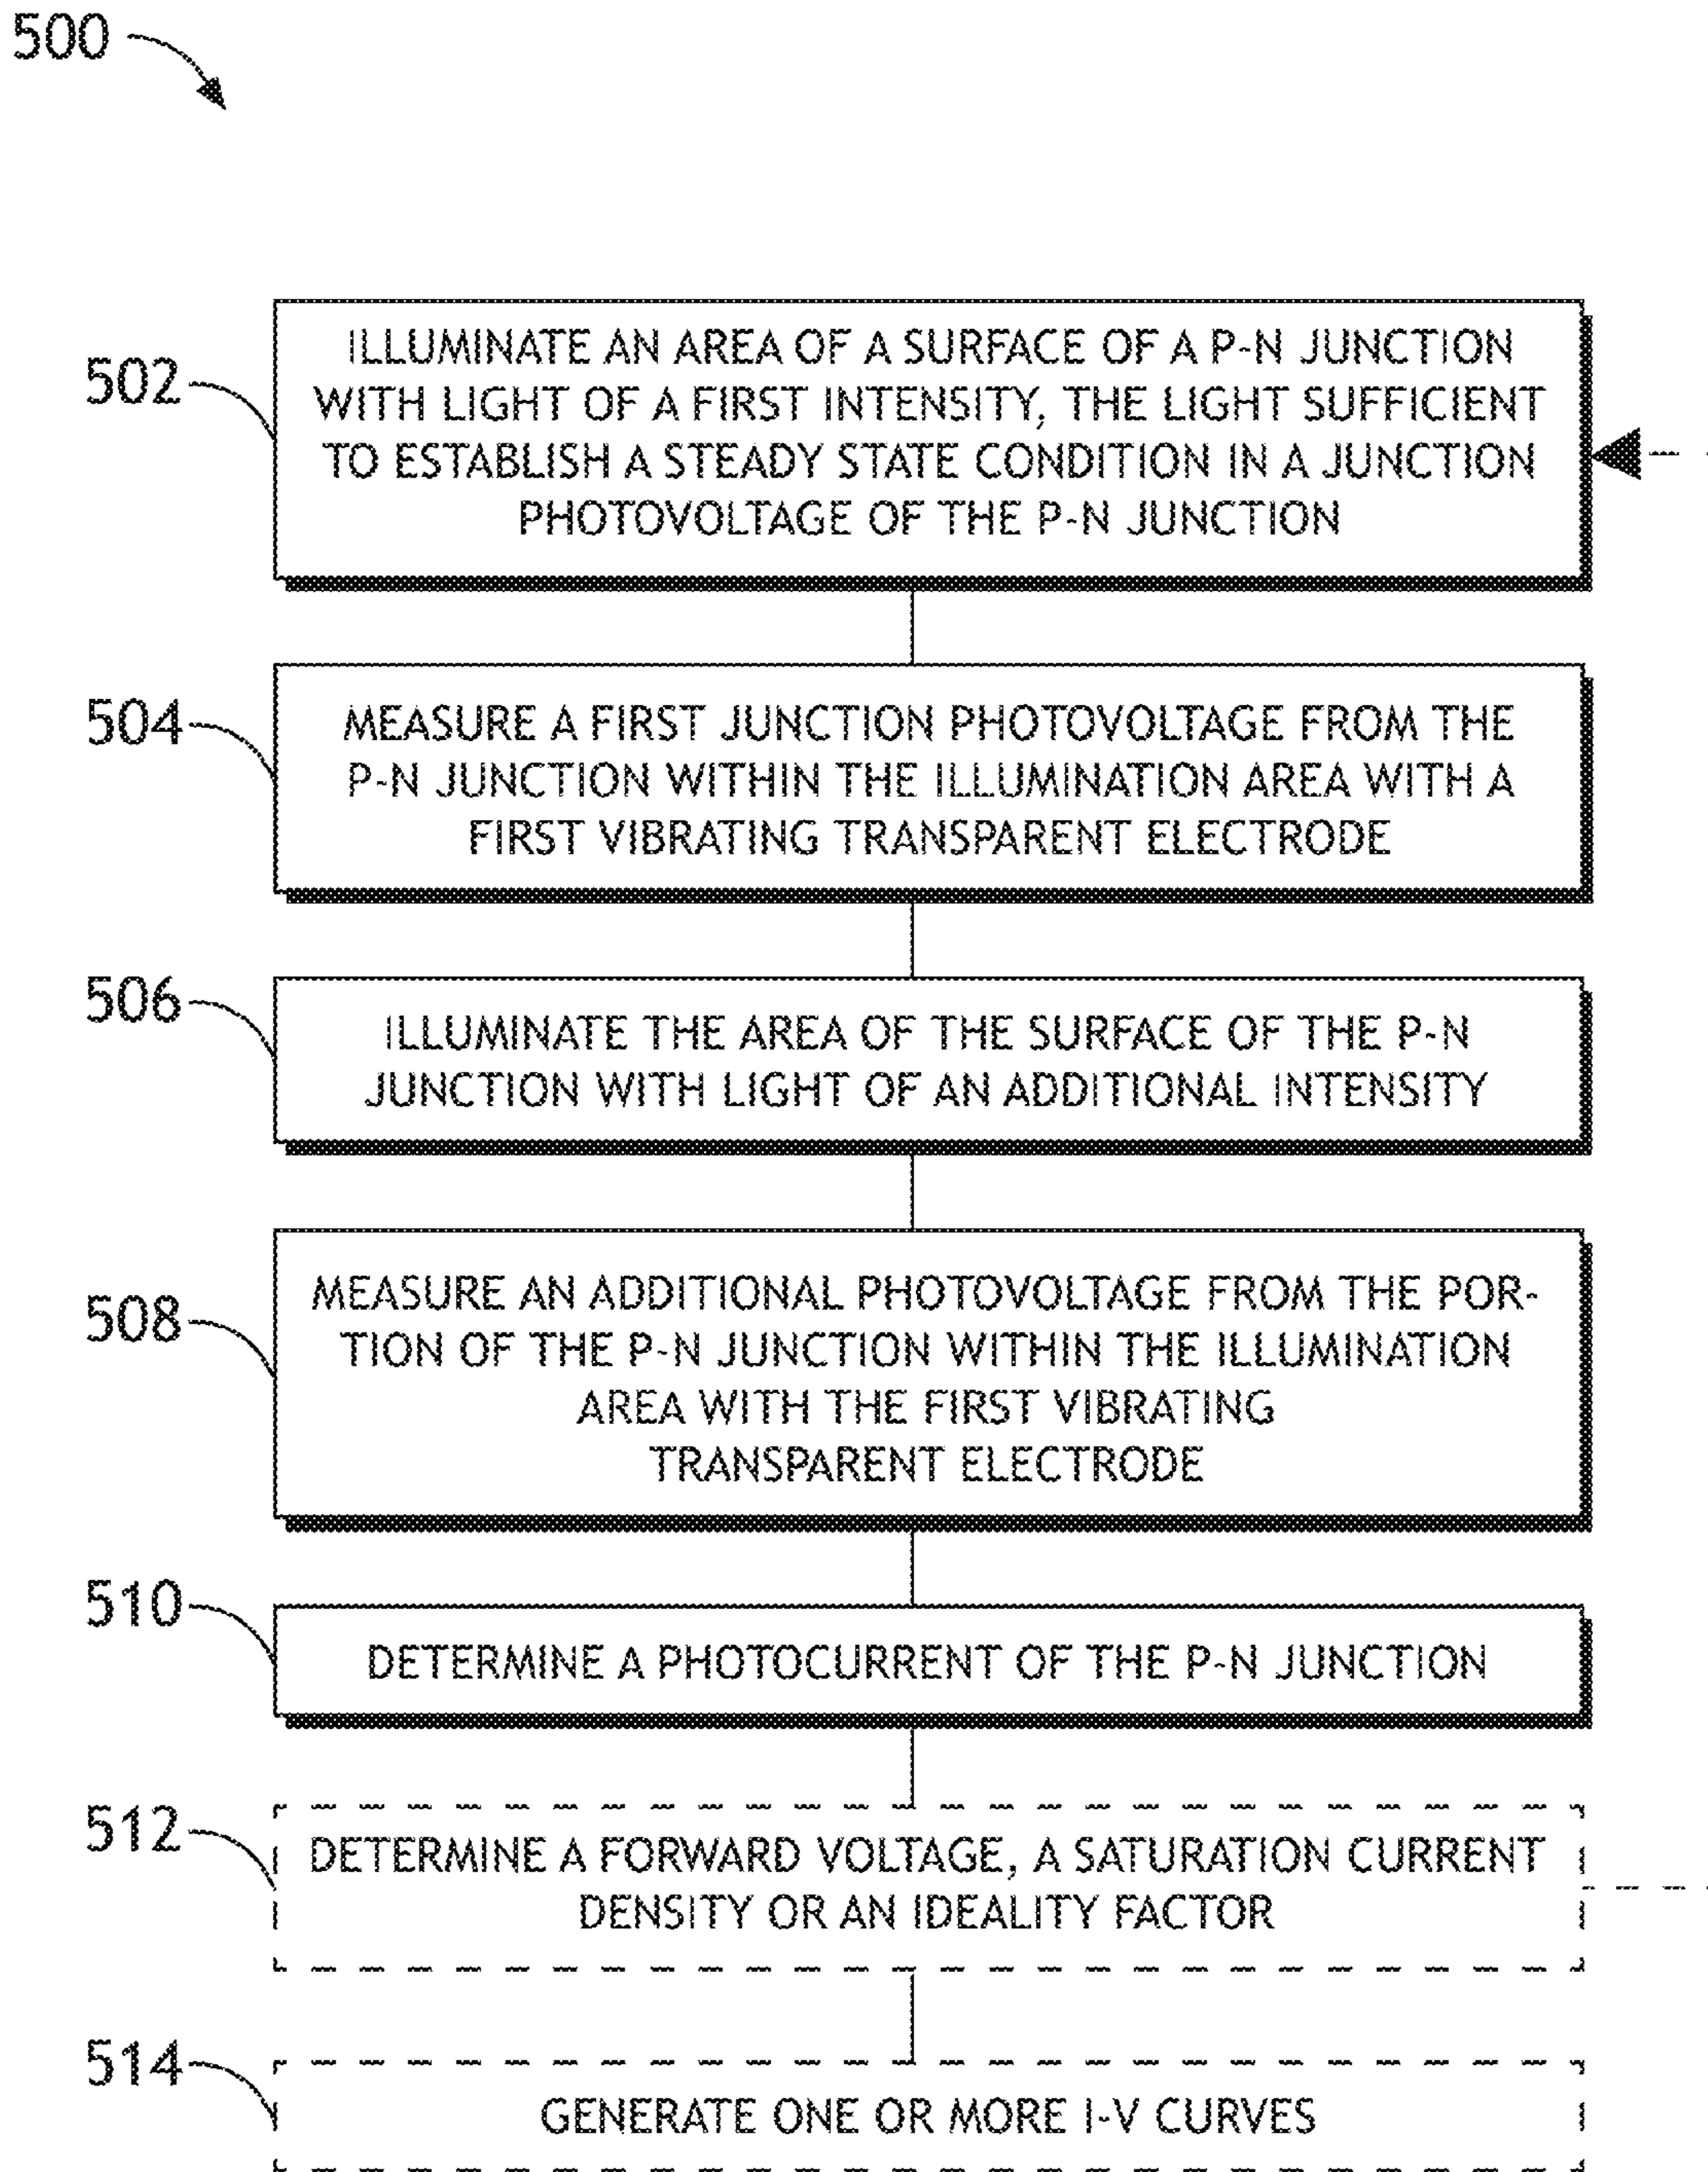 500
502
ILLUMINATE AN AREA OF A SURFACE OF A P-N JUNCTION
WITH LIGHT OF A FIRST INTENSITY, THE LIGHT SUFFICIENT
TO ESTABLISH A STEADY STATE CONDITION IN A JUNCTION
PHOTOVOLTAGE OF THE P-N JUNCTION
504
MEASURE A FIRST JUNCTION PHOTOVOLTAGE FROM THE
P-N JUNCTION WITHIN THE ILLUMINATION AREA WITH A
FIRST VIBRATING TRANSPARENT ELECTRODE
506
ILLUMINATE THE AREA OF THE SURFACE OF THE P-N
JUNCTION WITH LIGHT OF AN ADDITIONAL INTENSITY
508
MEASURE AN ADDITIONAL PHOTOVOLTAGE FROM THE POR-
TION OF THE P-N JUNCTION WITHIN THE ILLUMINATION
AREA WITH THE FIRST VIBRATING
TRANSPARENT ELECTRODE
510
DETERMINE A PHOTOCURRENT OF THE P-N JUNCTION
512
DETERMINE A FORWARD VOLTAGE, A SATURATION CURRENT
DENSITY OR AN IDEALITY FACTOR
514
GENERATE ONE OR MORE I-V CURVES